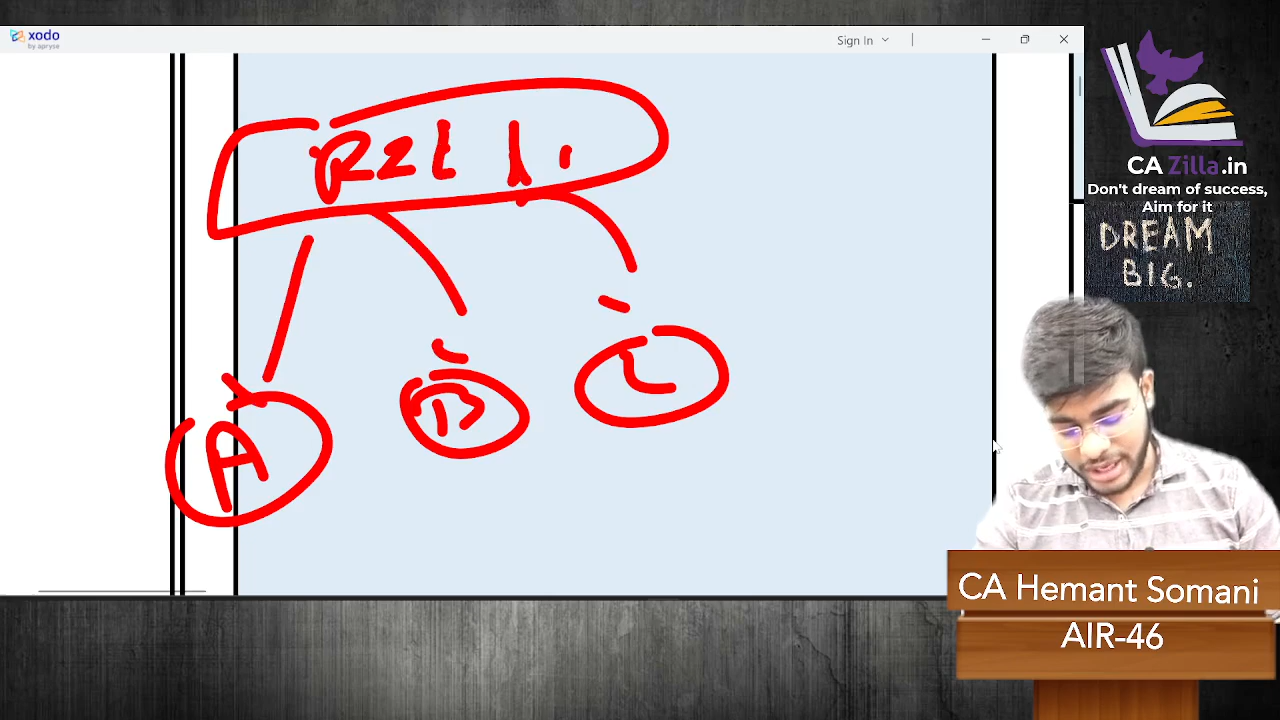 xodo
by apryse
Sign In
CA Zilla.in
Don't dream of success,
Aim for it
DREAM
BIG.
A
B
C
CA Hemant Somani
AIR-46